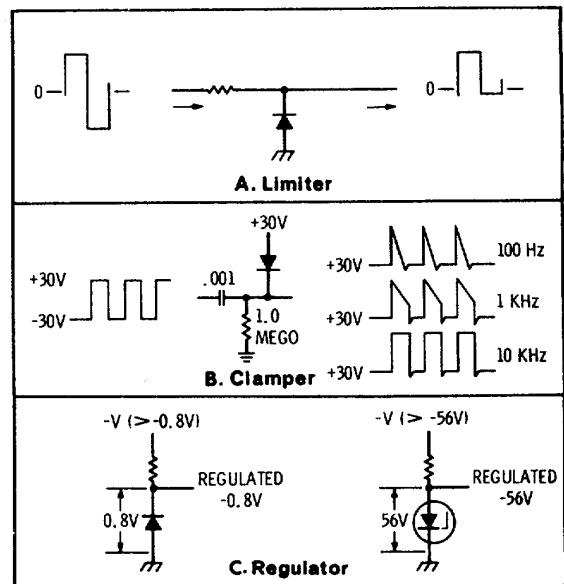 0
0
A. Limiter
+30V
+30V
-30V
.001
1.0
MEGO
+30V
100 Hz
+30V
1 KHz
+30V
10 KHz
B. Clamper
-V (> -0.8V)
REGULATED
-0.8V
0.8V
-V (> -56V)
REGULATED
-56V
56V
C. Regulator